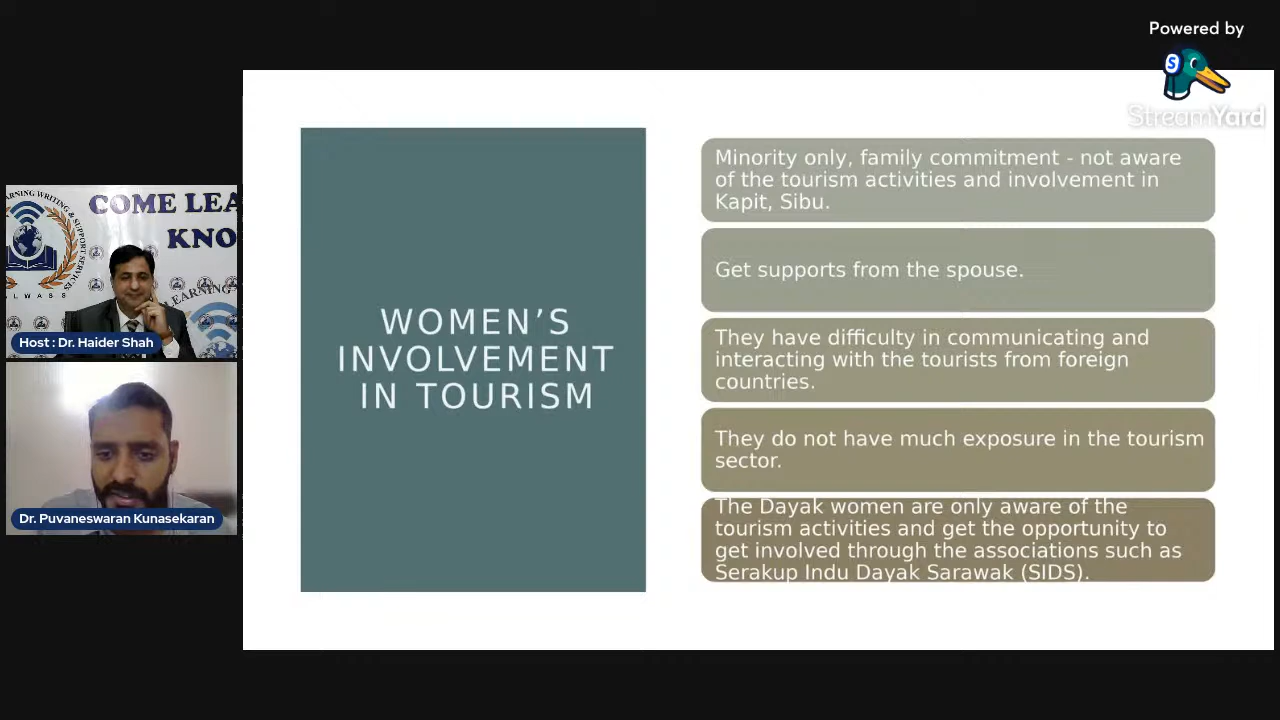 Powered by
StreamYard
COME LEA
KNO
Host : Dr. Haider Shah
Dr. Puvaneswaran Kunasekaran
WOMEN’S
INVOLVEMENT
IN TOURISM
Minority only, family commitment - not aware
of the tourism activities and involvement in
Kapit, Sibu.
Get supports from the spouse.
They have difficulty in communicating and
interacting with the tourists from foreign
countries.
They do not have much exposure in the tourism
sector.
The Dayak women are only aware of the
tourism activities and get the opportunity to
get involved through the associations such as
Serakup Indu Dayak Sarawak (SIDS).